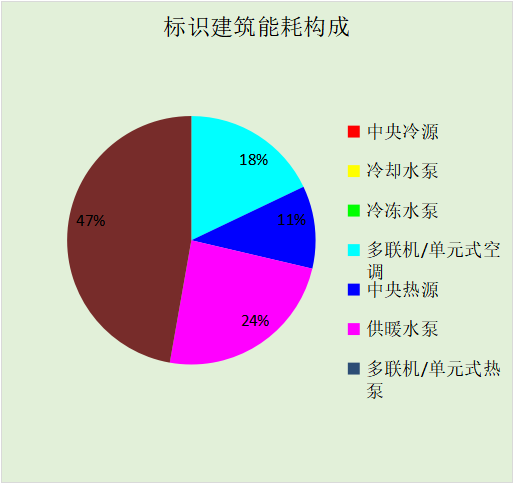 标识建筑能耗构成
18%
11%
24%
47%
中央冷源
冷却水泵
冷冻水泵
多联机/单元式空
调
中央热源
供暖水泵
多联机/单元式热
泵